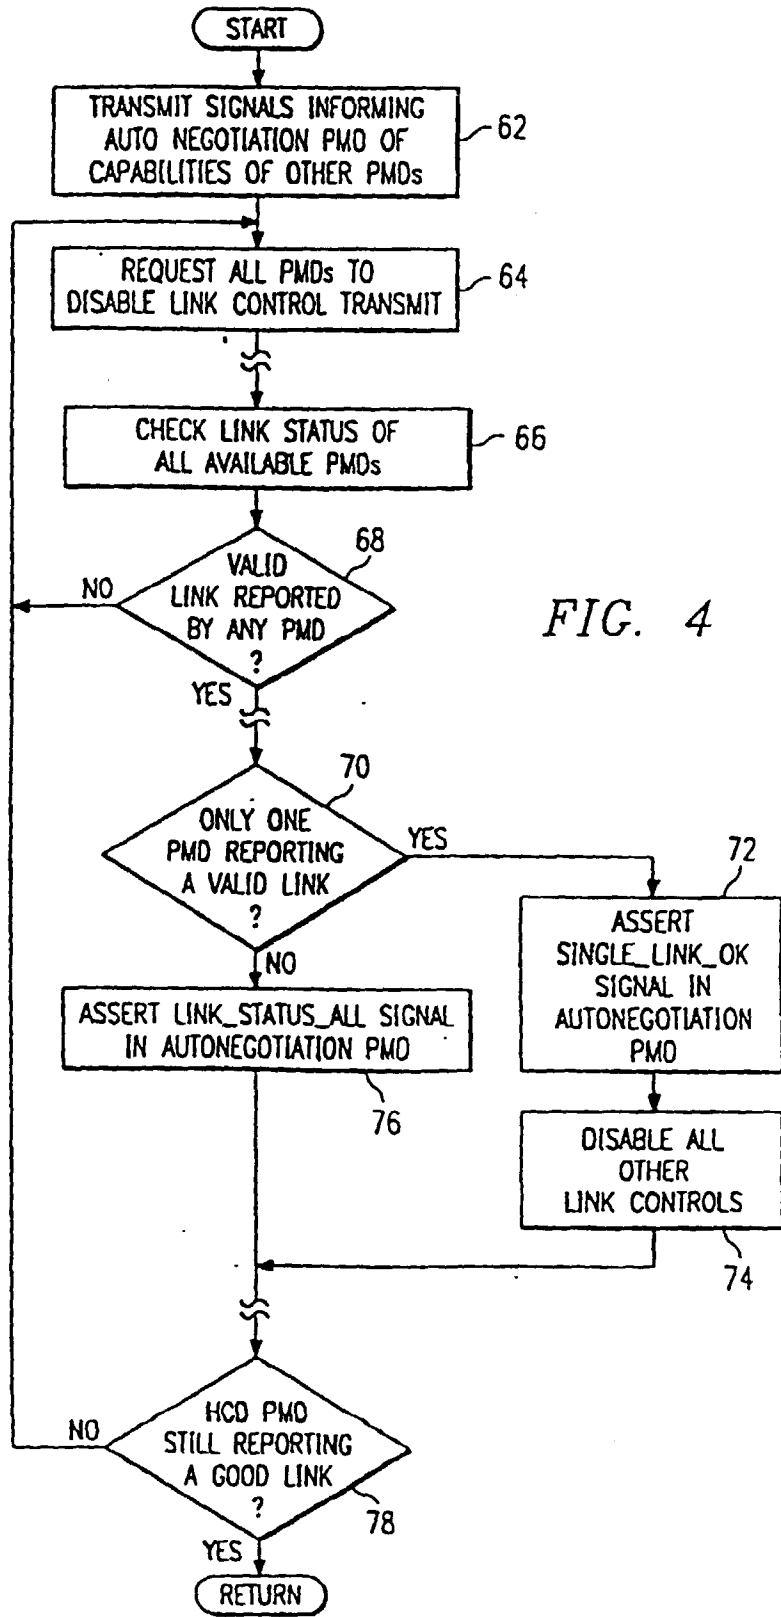 START
TRANSMIT SIGNALS INFORMING
AUTO NEGOTIATION PMD OF
CAPABILITIES OF OTHER PMDs
62
REQUEST ALL PMDs TO
DISABLE LINK CONTROL TRANSMIT
64
CHECK LINK STATUS OF
ALL AVAILABLE PMDs
66
68
VALID
LINK REPORTED
BY ANY PMD
?
NO
YES
FIG. 4
70
ONLY ONE
PMD REPORTING
A VALID LINK
?
YES
NO
72
ASSERT
SINGLE_LINK_OK
SIGNAL IN
AUTONEGOTIATION
PMD
ASSERT LINK_STATUS_ALL SIGNAL
IN AUTONEGOTIATION PMD
76
DISABLE ALL
OTHER
LINK CONTROLS
74
HCD PMD
STILL REPORTING
A GOOD LINK
?
NO
78
YES
RETURN